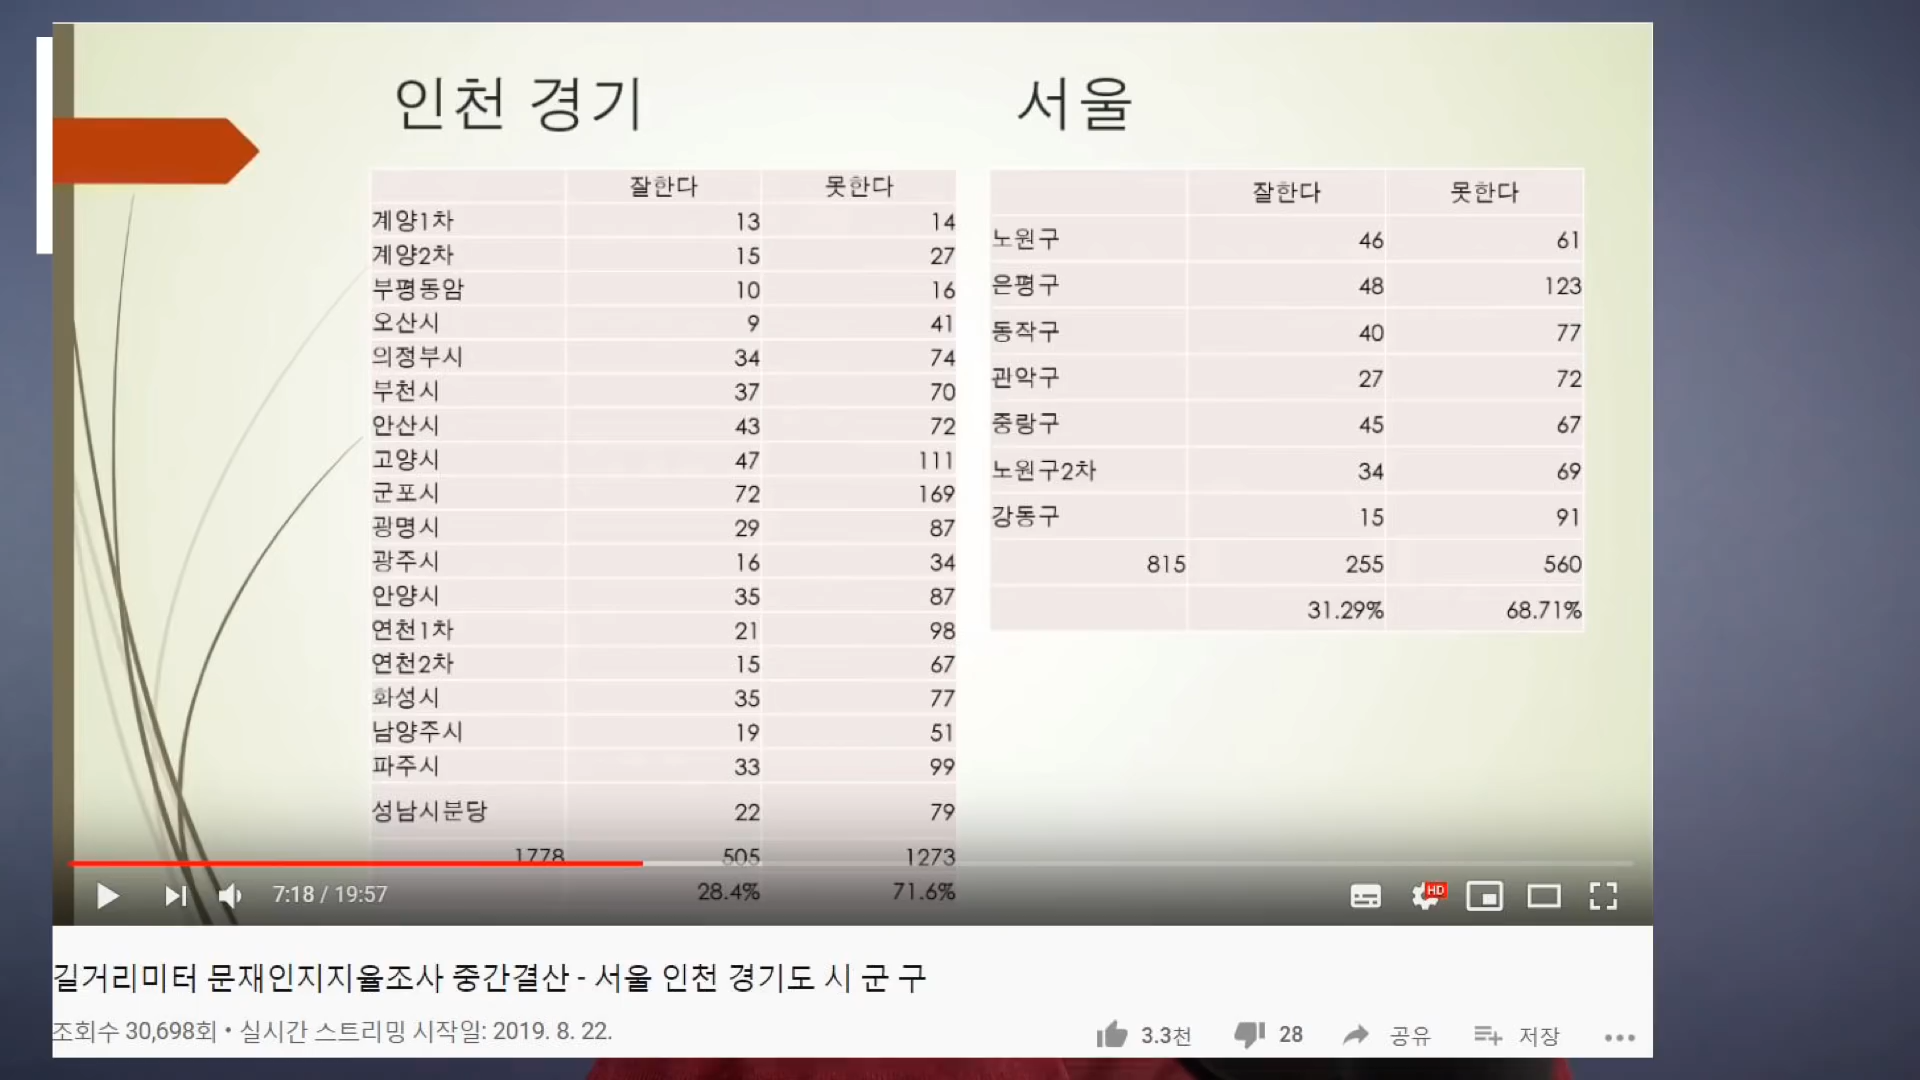 인천 경기
잘한다 못한다
계양1차 13 14
계양2차 15 27
부평동암 10 16
오산시 9 41
의정부시 34 74
부천시 37 70
안산시 43 72
고양시 47 111
군포시 72 169
광명시 29 87
광주시 16 34
안양시 35 87
연천1차 21 98
연천2차 15 67
화성시 35 77
남양주시 19 51
파주시 33 99
성남시분당 22 79
1778 505 1273
28.4% 71.6%
서울
잘한다 못한다
노원구 46 61
은평구 48 123
동작구 40 77
관악구 27 72
중랑구 45 67
노원구2차 34 69
강동구 15 91
815 255 560
31.29% 68.71%
7:18 / 19:57
HD
길거리미터 문재인지지율조사 중간결산 - 서울 인천 경기도 시 군 구
조회수 30,698회 • 실시간 스트리밍 시작일: 2019. 8. 22.
3.3천 28 공유 저장